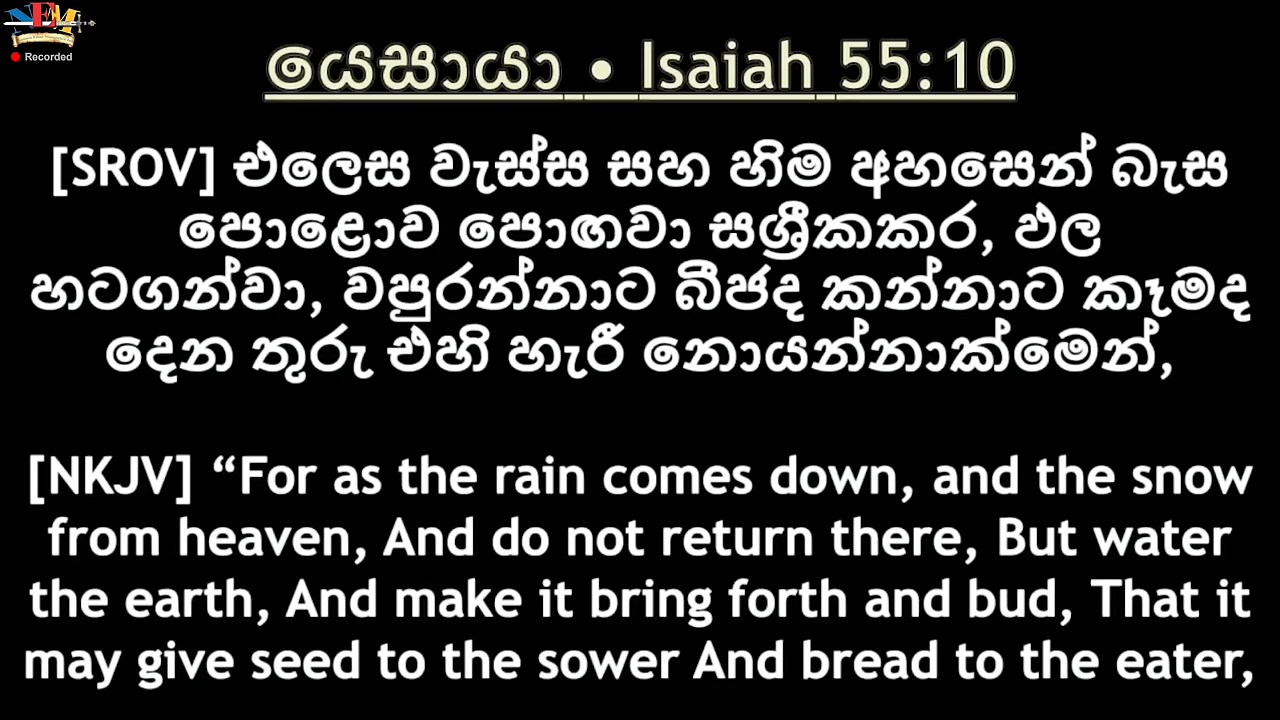 NEM
Recorded
යෙසායා • Isaiah 55:10
[SROV] එලෙස වැස්ස සහ හිම අහසෙන් බැස
පොළොව පොඟවා සශ්‍රීකකර, ඵල
හටගන්වා, වපුරන්නාට බීජද කන්නාට කෑමද
දෙන තුරු එහි හැරී නොයන්නාක්මෙන්,
[NKJV] “For as the rain comes down, and the snow
from heaven, And do not return there, But water
the earth, And make it bring forth and bud, That it
may give seed to the sower And bread to the eater,